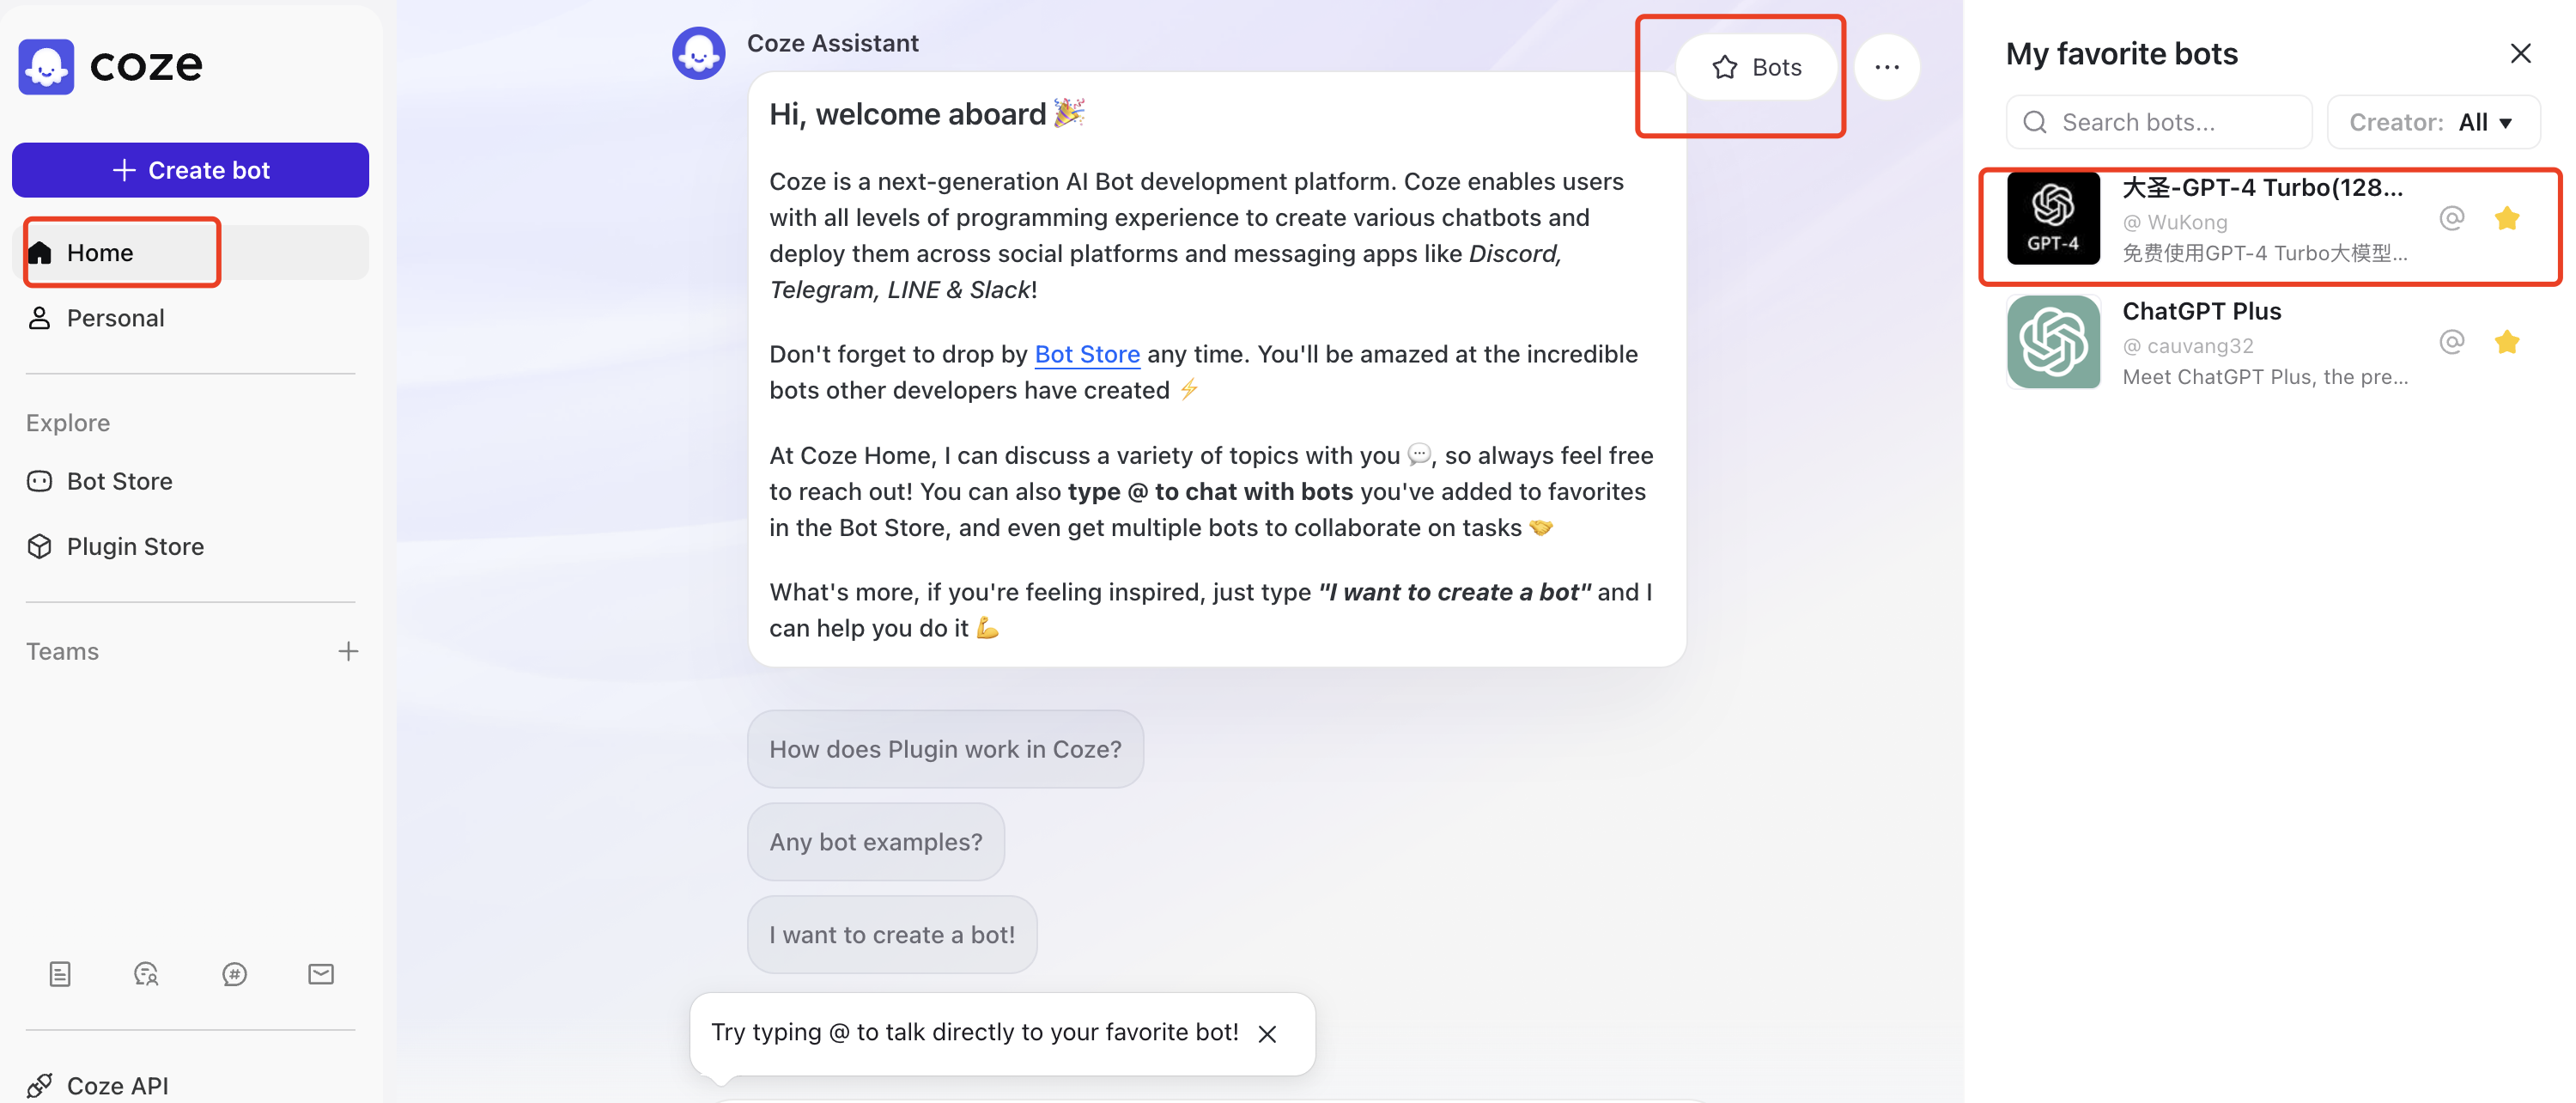 coze
+ Create bot
Home
Personal
Explore
Bot Store
Plugin Store
Teams
Coze API
Coze Assistant
Bots
Hi, welcome aboard 🎉
Coze is a next-generation AI Bot development platform. Coze enables users
with all levels of programming experience to create various chatbots and
deploy them across social platforms and messaging apps like Discord,
Telegram, LINE & Slack!
Don't forget to drop by Bot Store any time. You'll be amazed at the incredible
bots other developers have created ⚡
At Coze Home, I can discuss a variety of topics with you 💬, so always feel free
to reach out! You can also type @ to chat with bots you've added to favorites
in the Bot Store, and even get multiple bots to collaborate on tasks 🤝
What's more, if you're feeling inspired, just type "I want to create a bot" and I
can help you do it 💪
How does Plugin work in Coze?
Any bot examples?
I want to create a bot!
Try typing @ to talk directly to your favorite bot!
My favorite bots
Search bots...
Creator: All
GPT-4
大圣-GPT-4 Turbo(128...
@ WuKong
免费使用GPT-4 Turbo大模型...
ChatGPT Plus
@ cauvang32
Meet ChatGPT Plus, the pre...